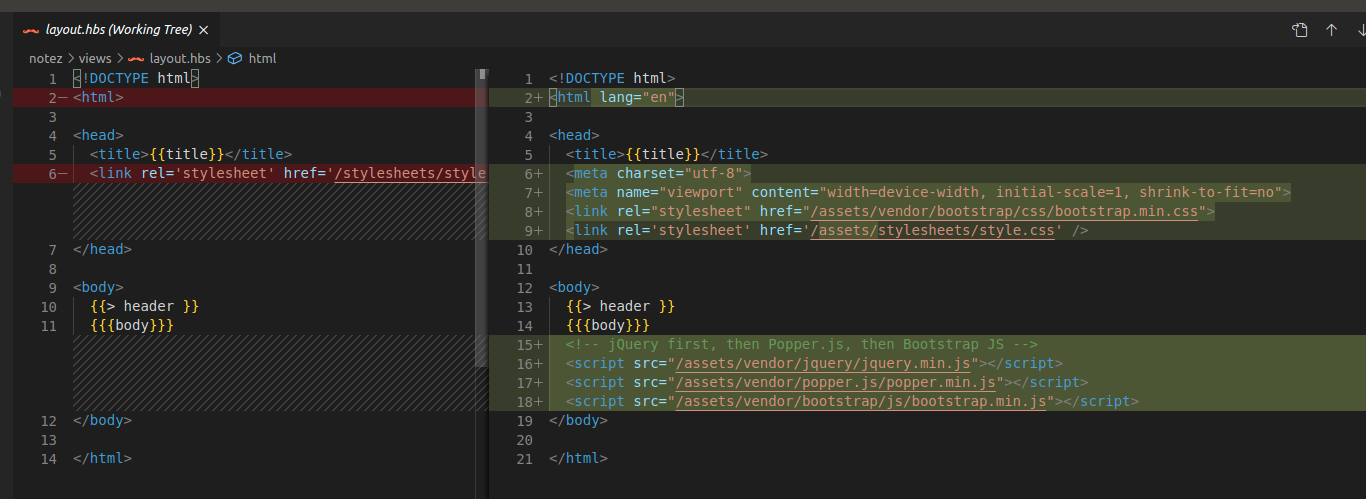 layout.hbs (Working Tree)
notez > views > layout.hbs > html
1 <!DOCTYPE html>
2— <html>
3
4 <head>
5 <title>{{title}}</title>
6— <link rel='stylesheet' href='/stylesheets/style
7 </head>
8
9 <body>
10 {{> header }}
11 {{{body}}}
12 </body>
13
14 </html>
1 <!DOCTYPE html>
2+ <html lang="en">
3
4 <head>
5 <title>{{title}}</title>
6+ <meta charset="utf-8">
7+ <meta name="viewport" content="width=device-width, initial-scale=1, shrink-to-fit=no">
8+ <link rel="stylesheet" href="/assets/vendor/bootstrap/css/bootstrap.min.css">
9+ <link rel='stylesheet' href='/assets/stylesheets/style.css' />
10 </head>
11
12 <body>
13 {{> header }}
14 {{{body}}}
15+ <!-- jQuery first, then Popper.js, then Bootstrap JS -->
16+ <script src="/assets/vendor/jquery/jquery.min.js"></script>
17+ <script src="/assets/vendor/popper.js/popper.min.js"></script>
18+ <script src="/assets/vendor/bootstrap/js/bootstrap.min.js"></script>
19 </body>
20
21 </html>